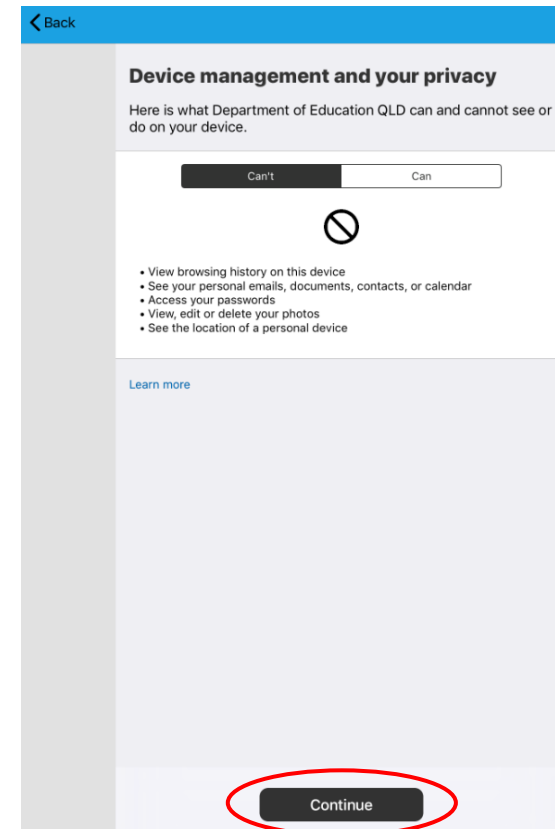 Back
Device management and your privacy
Here is what Department of Education QLD can and cannot see or
do on your device.
Can't
Can
• View browsing history on this device
• See your personal emails, documents, contacts, or calendar
• Access your passwords
• View, edit or delete your photos
• See the location of a personal device
Learn more
Continue